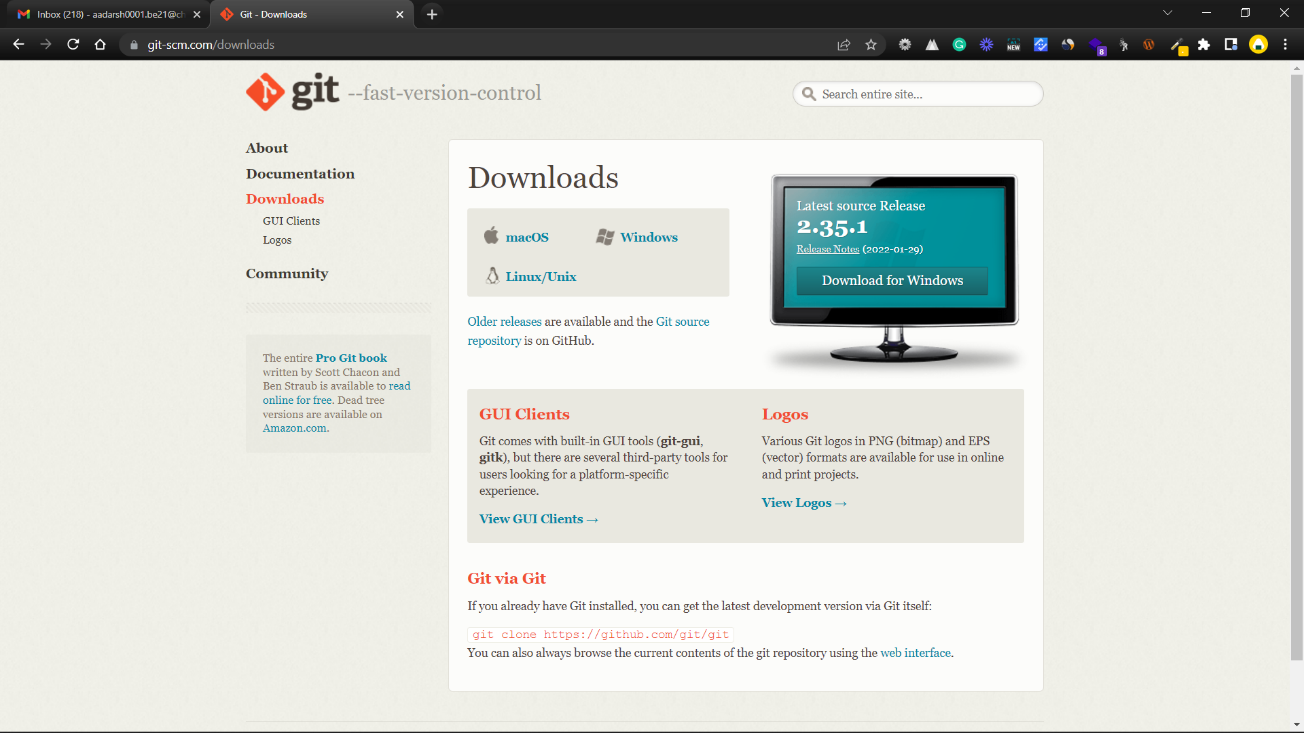 Inbox (218) - aadarsh0001.be21@ch
Git - Downloads
git-scm.com/downloads
NEW
8
git --fast-version-control
Search entire site...
About
Documentation
Downloads
GUI Clients
Logos
Community
The entire Pro Git book
written by Scott Chacon and
Ben Straub is available to read
online for free. Dead tree
versions are available on
Amazon.com.
Downloads
macOS
Windows
Linux/Unix
Older releases are available and the Git source
repository is on GitHub.
Latest source Release
2.35.1
Release Notes (2022-01-29)
Download for Windows
GUI Clients
Git comes with built-in GUI tools (git-gui,
gitk), but there are several third-party tools for
users looking for a platform-specific
experience.
View GUI Clients →
Logos
Various Git logos in PNG (bitmap) and EPS
(vector) formats are available for use in online
and print projects.
View Logos →
Git via Git
If you already have Git installed, you can get the latest development version via Git itself:
git clone https://github.com/git/git
You can also always browse the current contents of the git repository using the web interface.